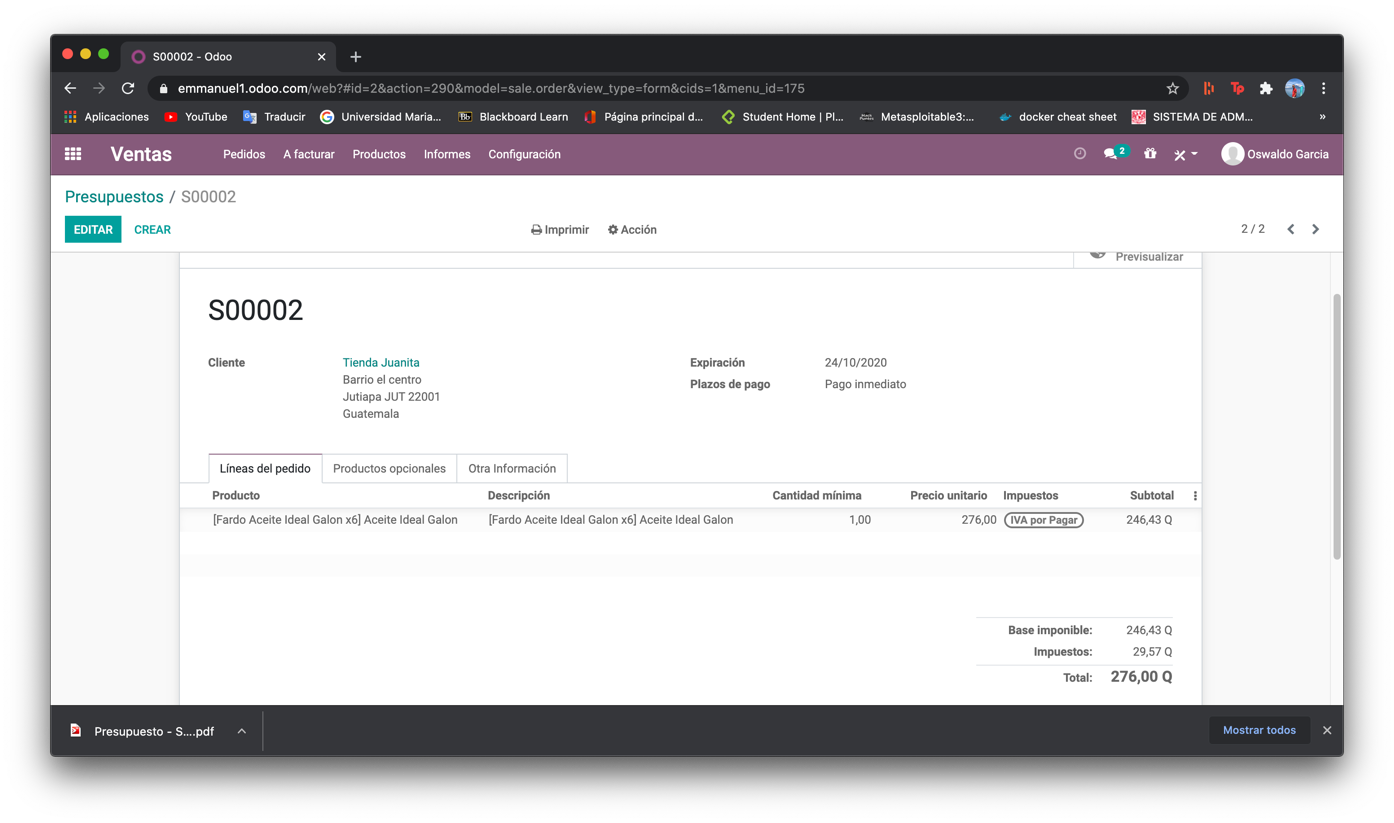 S00002 - Odoo
emmanuel1.odoo.com/web?#id=2&action=290&model=sale.order&view_type=form&cids=1&menu_id=175
Aplicaciones YouTube Traducir Universidad Maria... Bb Blackboard Learn Página principal d... Student Home | Pl... Metasploitable3:... docker cheat sheet SISTEMA DE ADM... »
Ventas Pedidos A facturar Productos Informes Configuración 2 Oswaldo Garcia
Presupuestos / S00002
EDITAR CREAR Imprimir Acción 2 / 2
Previsualizar
S00002
Cliente Tienda Juanita Expiración 24/10/2020
Barrio el centro Plazos de pago Pago inmediato
Jutiapa JUT 22001
Guatemala
Líneas del pedido Productos opcionales Otra Información
Producto Descripción Cantidad mínima Precio unitario Impuestos Subtotal
[Fardo Aceite Ideal Galon x6] Aceite Ideal Galon [Fardo Aceite Ideal Galon x6] Aceite Ideal Galon 1,00 276,00 IVA por Pagar 246,43 Q
Base imponible: 246,43 Q
Impuestos: 29,57 Q
Total: 276,00 Q
Presupuesto - S....pdf Mostrar todos